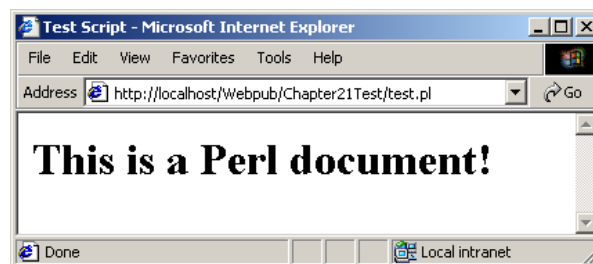 Test Script - Microsoft Internet Explorer
File Edit View Favorites Tools Help
Address http://localhost/Webpub/Chapter21Test/test.pl Go
This is a Perl document!
Done Local intranet